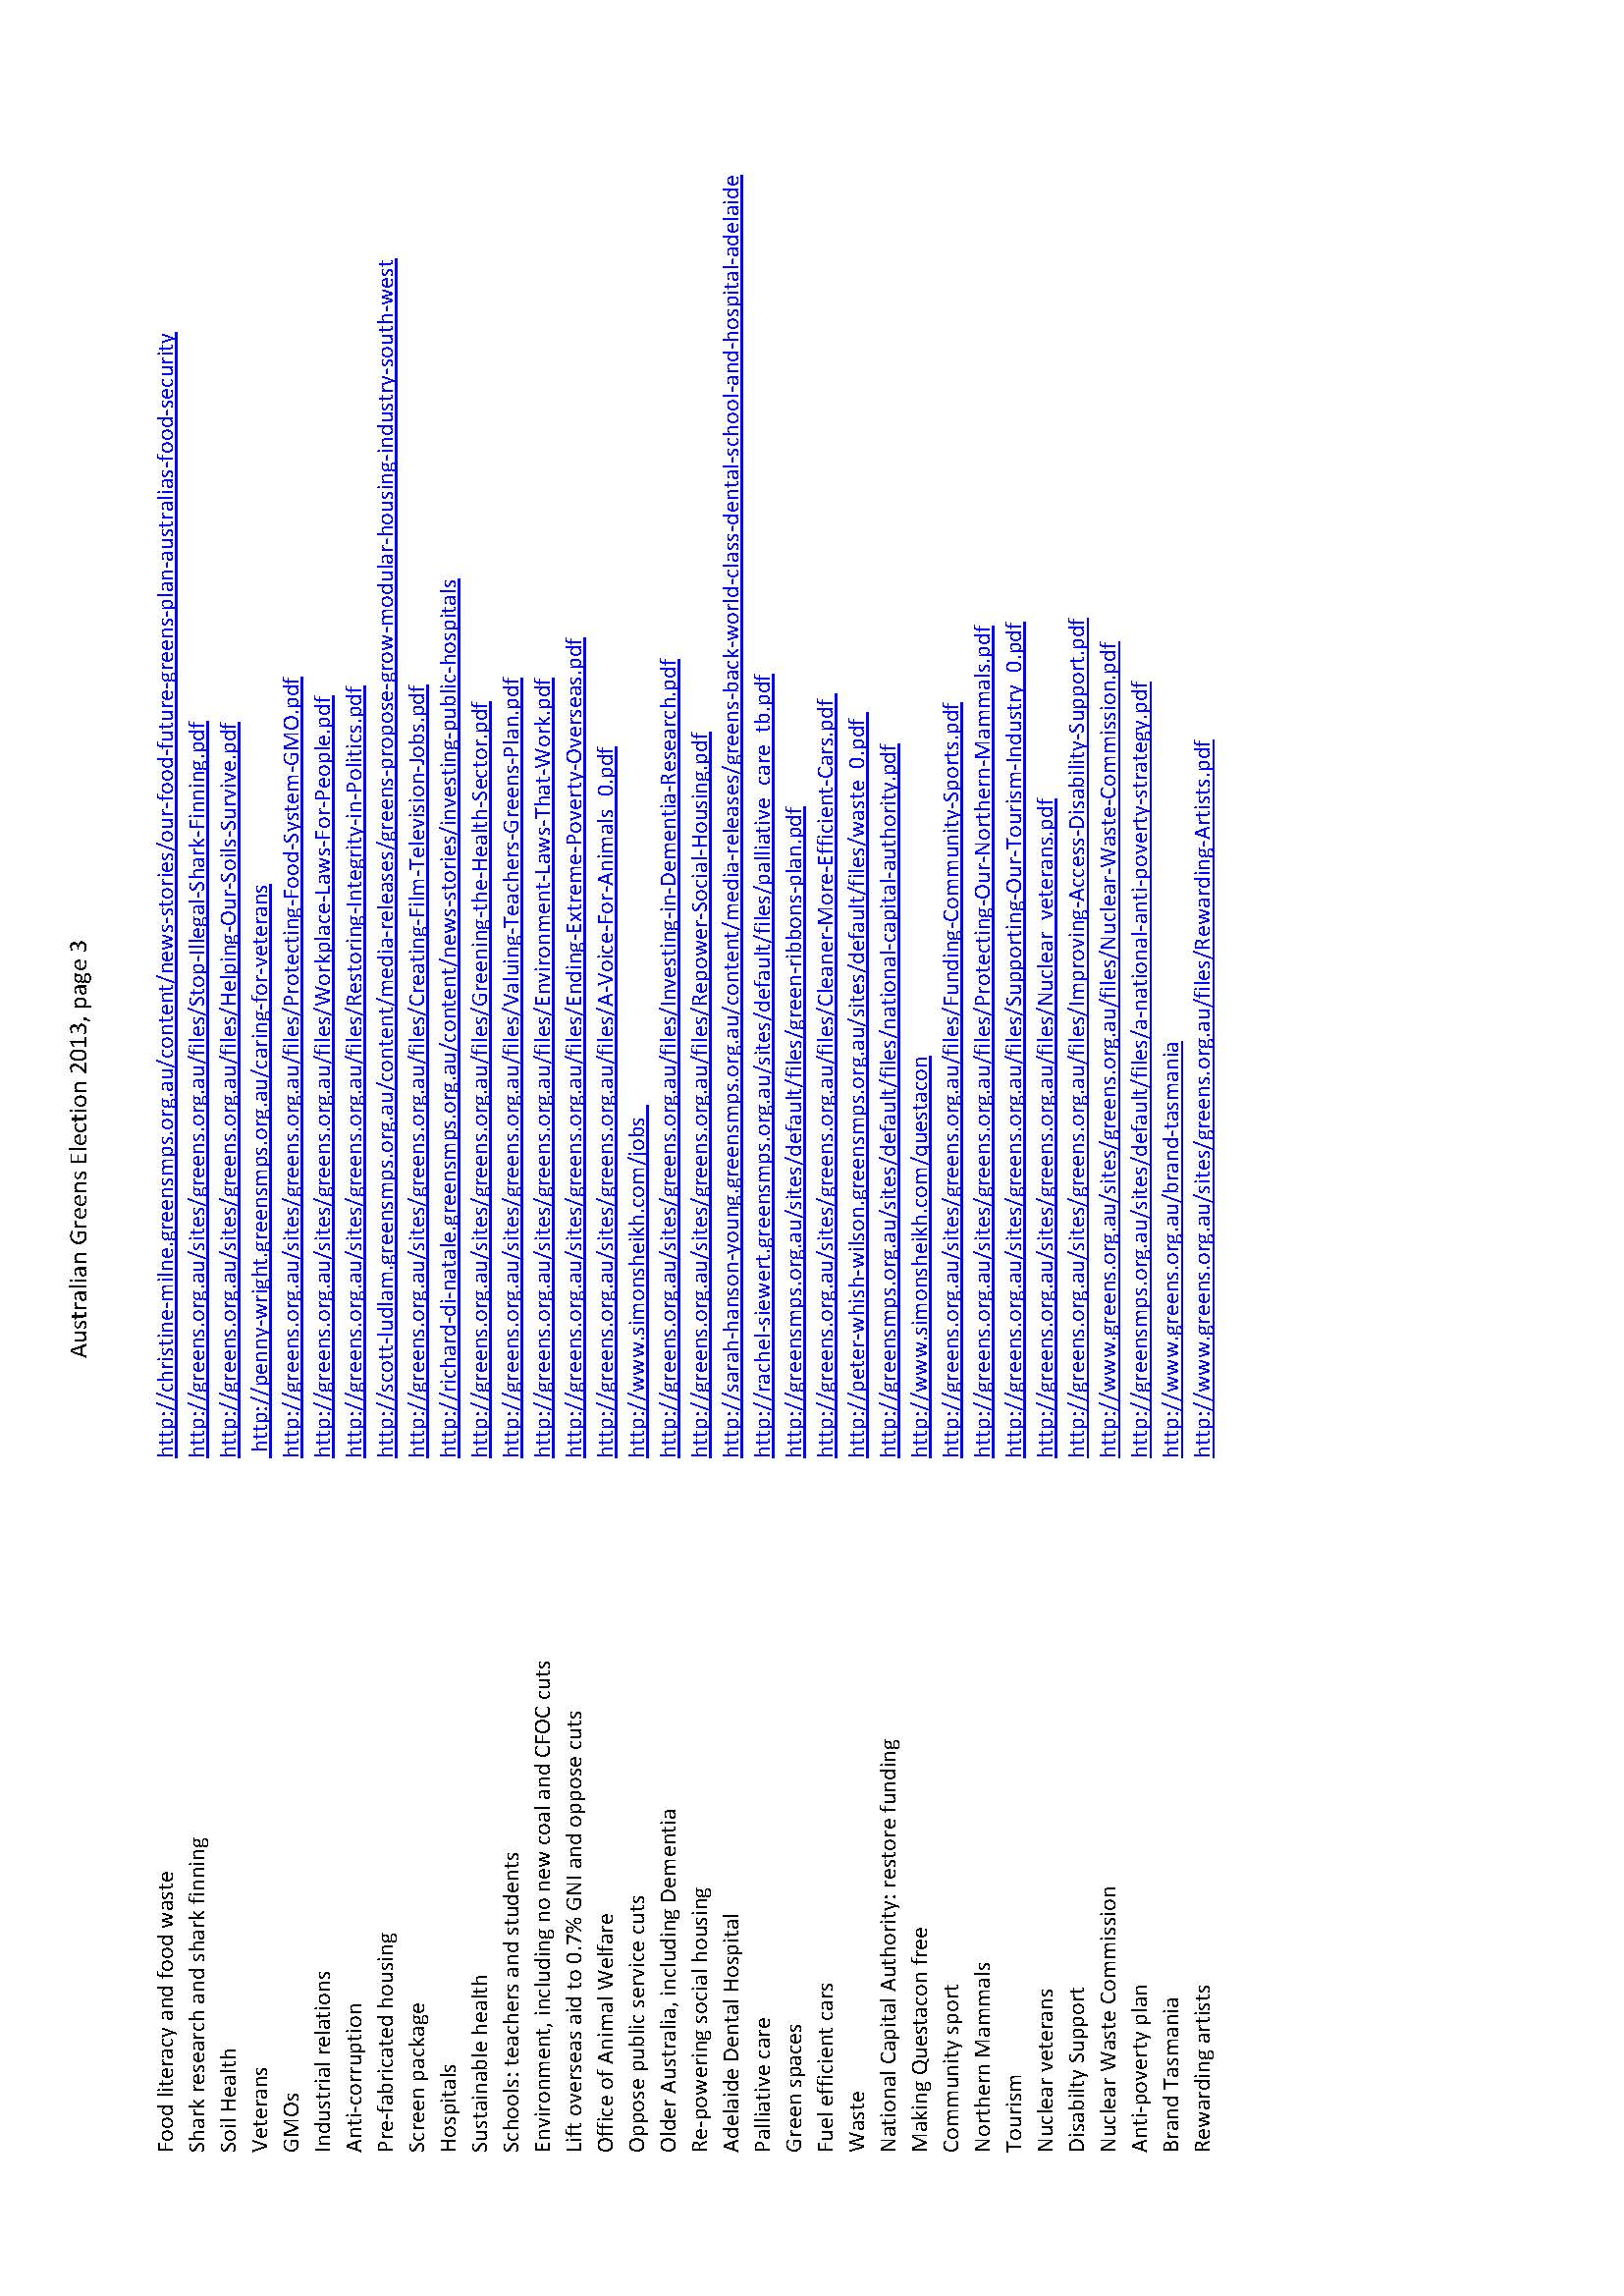 Australian Greens Election 2013, page 3
Food literacy and food waste http://christine-milne.greensmps.org.au/content/news-stories/our-food-future-greens-plan-australias-food-security
Shark research and shark finning http://greens.org.au/sites/greens.org.au/files/Stop-Illegal-Shark-Finning.pdf
Soil Health http://greens.org.au/sites/greens.org.au/files/Helping-Our-Soils-Survive.pdf
Veterans http://penny-wright.greensmps.org.au/caring-for-veterans
GMOs http://greens.org.au/sites/greens.org.au/files/Protecting-Food-System-GMO.pdf
Industrial relations http://greens.org.au/sites/greens.org.au/files/Workplace-Laws-For-People.pdf
Anti-corruption http://greens.org.au/sites/greens.org.au/files/Restoring-Integrity-in-Politics.pdf
Pre-fabricated housing http://scott-ludlam.greensmps.org.au/content/media-releases/greens-propose-grow-modular-housing-industry-south-west
Screen package http://greens.org.au/sites/greens.org.au/files/Creating-Film-Television-Jobs.pdf
Hospitals http://richard-di-natale.greensmps.org.au/content/news-stories/investing-public-hospitals
Sustainable health http://greens.org.au/sites/greens.org.au/files/Greening-the-Health-Sector.pdf
Schools: teachers and students http://greens.org.au/sites/greens.org.au/files/Valuing-Teachers-Greens-Plan.pdf
Environment, including no new coal and CFOC cuts http://greens.org.au/sites/greens.org.au/files/Environment-Laws-That-Work.pdf
Lift overseas aid to 0.7% GNI and oppose cuts http://greens.org.au/sites/greens.org.au/files/Ending-Extreme-Poverty-Overseas.pdf
Office of Animal Welfare http://greens.org.au/sites/greens.org.au/files/A-Voice-For-Animals_0.pdf
Oppose public service cuts http://www.simonsheikh.com/jobs
Older Australia, including Dementia http://greens.org.au/sites/greens.org.au/files/Investing-in-Dementia-Research.pdf
Re-powering social housing http://greens.org.au/sites/greens.org.au/files/Repower-Social-Housing.pdf
Adelaide Dental Hospital http://sarah-hanson-young.greensmps.org.au/content/media-releases/greens-back-world-class-dental-school-and-hospital-adelaide
Palliative care http://rachel-siewert.greensmps.org.au/sites/default/files/palliative_care_tb.pdf
Green spaces http://greensmps.org.au/sites/default/files/green-ribbons-plan.pdf
Fuel efficient cars http://greens.org.au/sites/greens.org.au/files/Cleaner-More-Efficient-Cars.pdf
Waste http://peter-whish-wilson.greensmps.org.au/sites/default/files/waste_0.pdf
National Capital Authority: restore funding http://greensmps.org.au/sites/default/files/national-capital-authority.pdf
Making Questacon free http://www.simonsheikh.com/questacon
Community sport http://greens.org.au/sites/greens.org.au/files/Funding-Community-Sports.pdf
Northern Mammals http://greens.org.au/sites/greens.org.au/files/Protecting-Our-Northern-Mammals.pdf
Tourism http://greens.org.au/sites/greens.org.au/files/Supporting-Our-Tourism-Industry_0.pdf
Nuclear veterans http://greens.org.au/sites/greens.org.au/files/Nuclear_veterans.pdf
Disabilty Support http://greens.org.au/sites/greens.org.au/files/Improving-Access-Disability-Support.pdf
Nuclear Waste Commission http://www.greens.org.au/sites/greens.org.au/files/Nuclear-Waste-Commission.pdf
Anti-poverty plan http://greensmps.org.au/sites/default/files/a-national-anti-poverty-strategy.pdf
Brand Tasmania http://www.greens.org.au/brand-tasmania
Rewarding artists http://www.greens.org.au/sites/greens.org.au/files/Rewarding-Artists.pdf